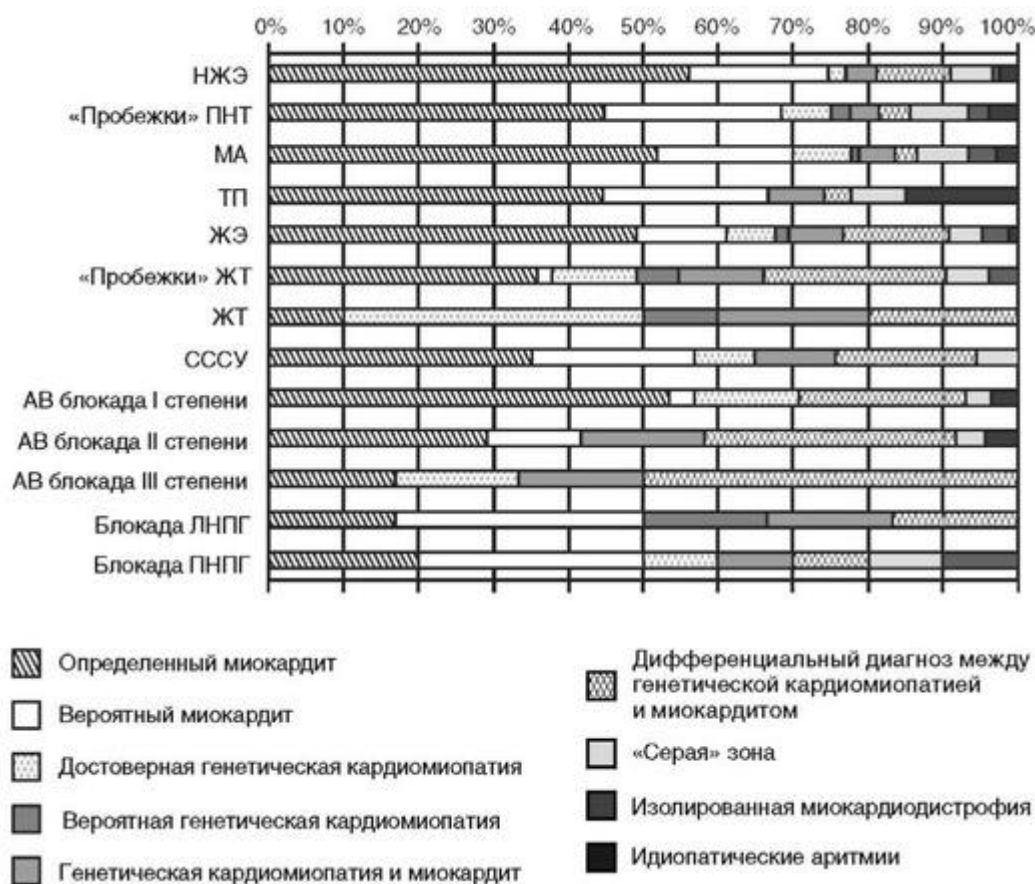 0% 10% 20% 30% 40% 50% 60% 70% 80% 90% 100%
НЖЭ
«Пробежки» ПНТ
МА
ТП
ЖЭ
«Пробежки» ЖТ
ЖТ
СССУ
АВ блокада I степени
АВ блокада II степени
АВ блокада III степени
Блокада ЛНПГ
Блокада ПНПГ
Определенный миокардит
Вероятный миокардит
Достоверная генетическая кардиомиопатия
Вероятная генетическая кардиомиопатия
Генетическая кардиомиопатия и миокардит
Дифференциальный диагноз между
генетической кардиомиопатией
и миокардитом
«Серая» зона
Изолированная миокардиодистрофия
Идиопатические аритмии